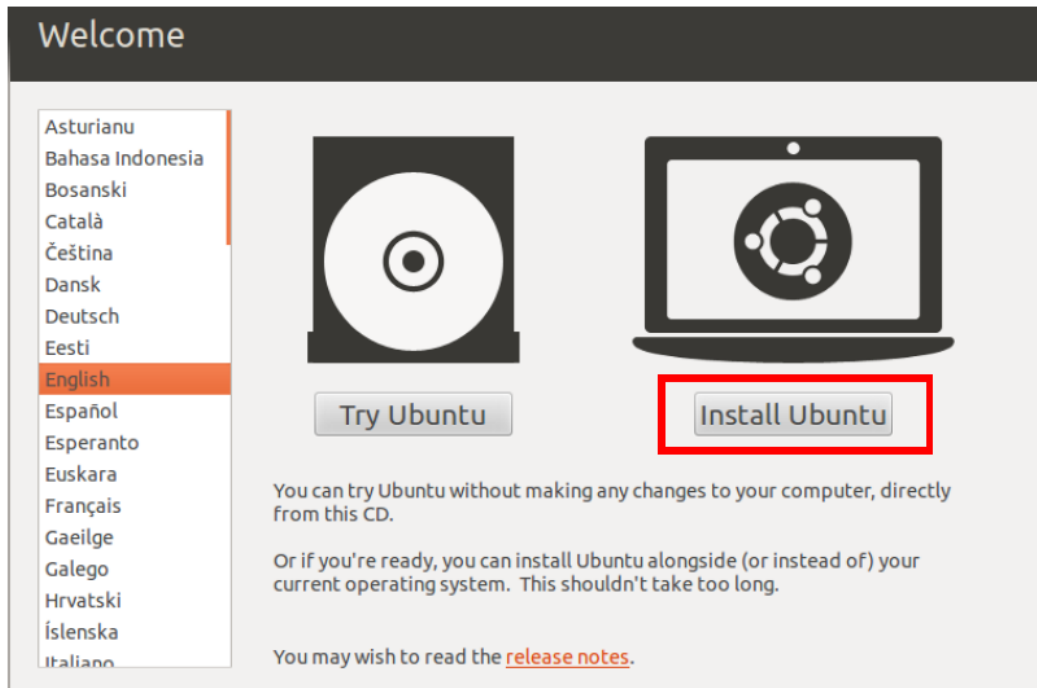 Welcome
Asturianu
Bahasa Indonesia
Bosanski
Català
Čeština
Dansk
Deutsch
Eesti
English
Español
Esperanto
Euskara
Français
Gaeilge
Galego
Hrvatski
Íslenska
Italiano
Try Ubuntu
Install Ubuntu
You can try Ubuntu without making any changes to your computer, directly
from this CD.
Or if you're ready, you can install Ubuntu alongside (or instead of) your
current operating system. This shouldn't take too long.
You may wish to read the release notes.